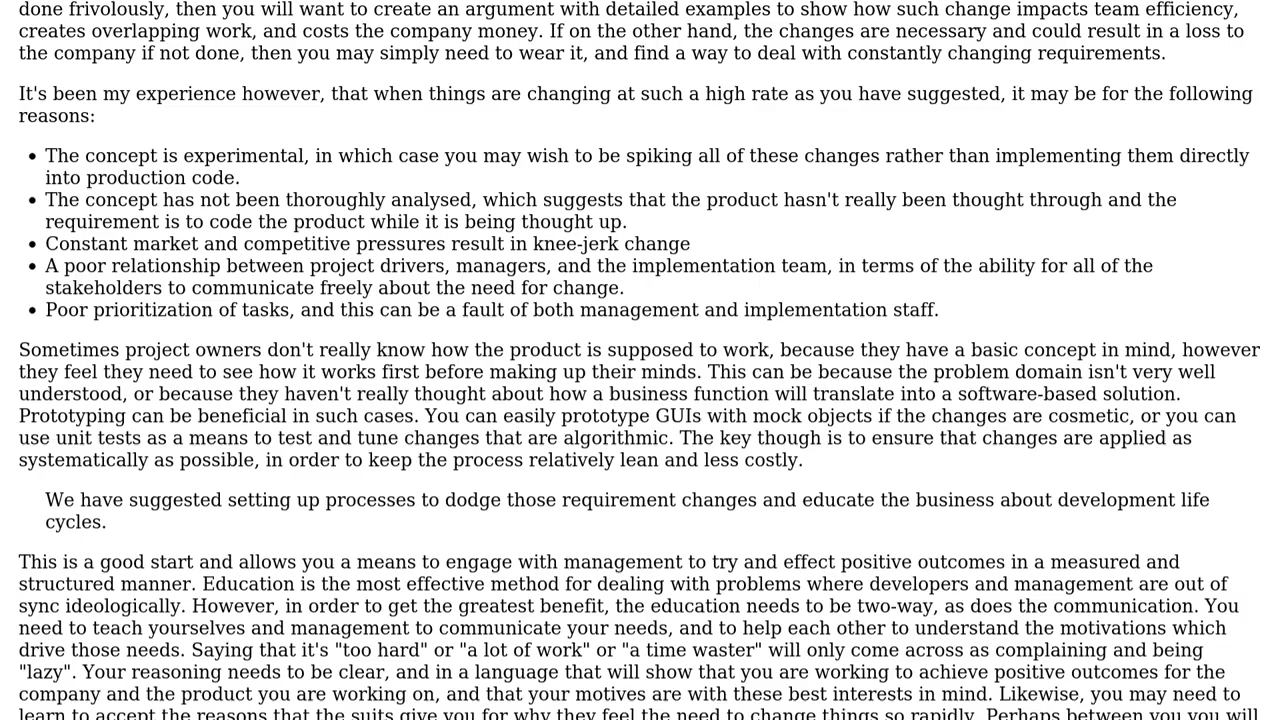 done frivolously, then you will want to create an argument with detailed examples to show how such change impacts team efficiency,
creates overlapping work, and costs the company money. If on the other hand, the changes are necessary and could result in a loss to
the company if not done, then you may simply need to wear it, and find a way to deal with constantly changing requirements.
It's been my experience however, that when things are changing at such a high rate as you have suggested, it may be for the following
reasons:
• The concept is experimental, in which case you may wish to be spiking all of these changes rather than implementing them directly
into production code.
• The concept has not been thoroughly analysed, which suggests that the product hasn't really been thought through and the
requirement is to code the product while it is being thought up.
• Constant market and competitive pressures result in knee-jerk change
• A poor relationship between project drivers, managers, and the implementation team, in terms of the ability for all of the
stakeholders to communicate freely about the need for change.
• Poor prioritization of tasks, and this can be a fault of both management and implementation staff.
Sometimes project owners don't really know how the product is supposed to work, because they have a basic concept in mind, however
they feel they need to see how it works first before making up their minds. This can be because the problem domain isn't very well
understood, or because they haven't really thought about how a business function will translate into a software-based solution.
Prototyping can be beneficial in such cases. You can easily prototype GUIs with mock objects if the changes are cosmetic, or you can
use unit tests as a means to test and tune changes that are algorithmic. The key though is to ensure that changes are applied as
systematically as possible, in order to keep the process relatively lean and less costly.
We have suggested setting up processes to dodge those requirement changes and educate the business about development life
cycles.
This is a good start and allows you a means to engage with management to try and effect positive outcomes in a measured and
structured manner. Education is the most effective method for dealing with problems where developers and management are out of
sync ideologically. However, in order to get the greatest benefit, the education needs to be two-way, as does the communication. You
need to teach yourselves and management to communicate your needs, and to help each other to understand the motivations which
drive those needs. Saying that it's "too hard" or "a lot of work" or "a time waster" will only come across as complaining and being
"lazy". Your reasoning needs to be clear, and in a language that will show that you are working to achieve positive outcomes for the
company and the product you are working on, and that your motives are with these best interests in mind. Likewise, you may need to
learn to accept the reasons that the suits give you for why they feel the need to change things so rapidly. Perhaps between you you will